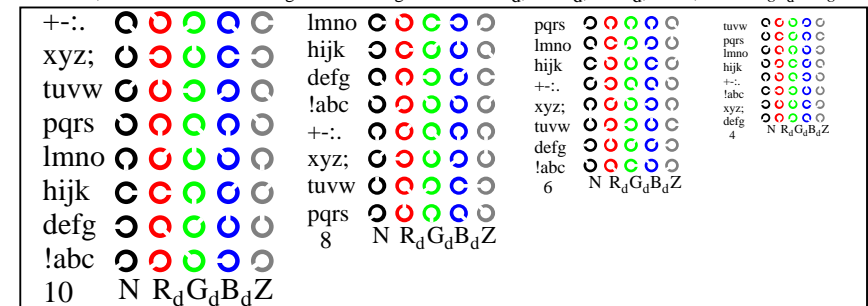 +-:.
xyz;
tuvw
pqrs
lmno
hijk
defg
!abc
10 N RdGdBdZ
lmno
hijk
defg
!abc
+-:.
xyz;
tuvw
pqrs
8 N RdGdBdZ
pqrs
lmno
hijk
+-:.
xyz;
tuvw
defg
!abc
6 N RdGdBdZ
tuvw
pqrs
lmno
hijk
+-:.
!abc
xyz;
defg
4 N RdGdBdZ